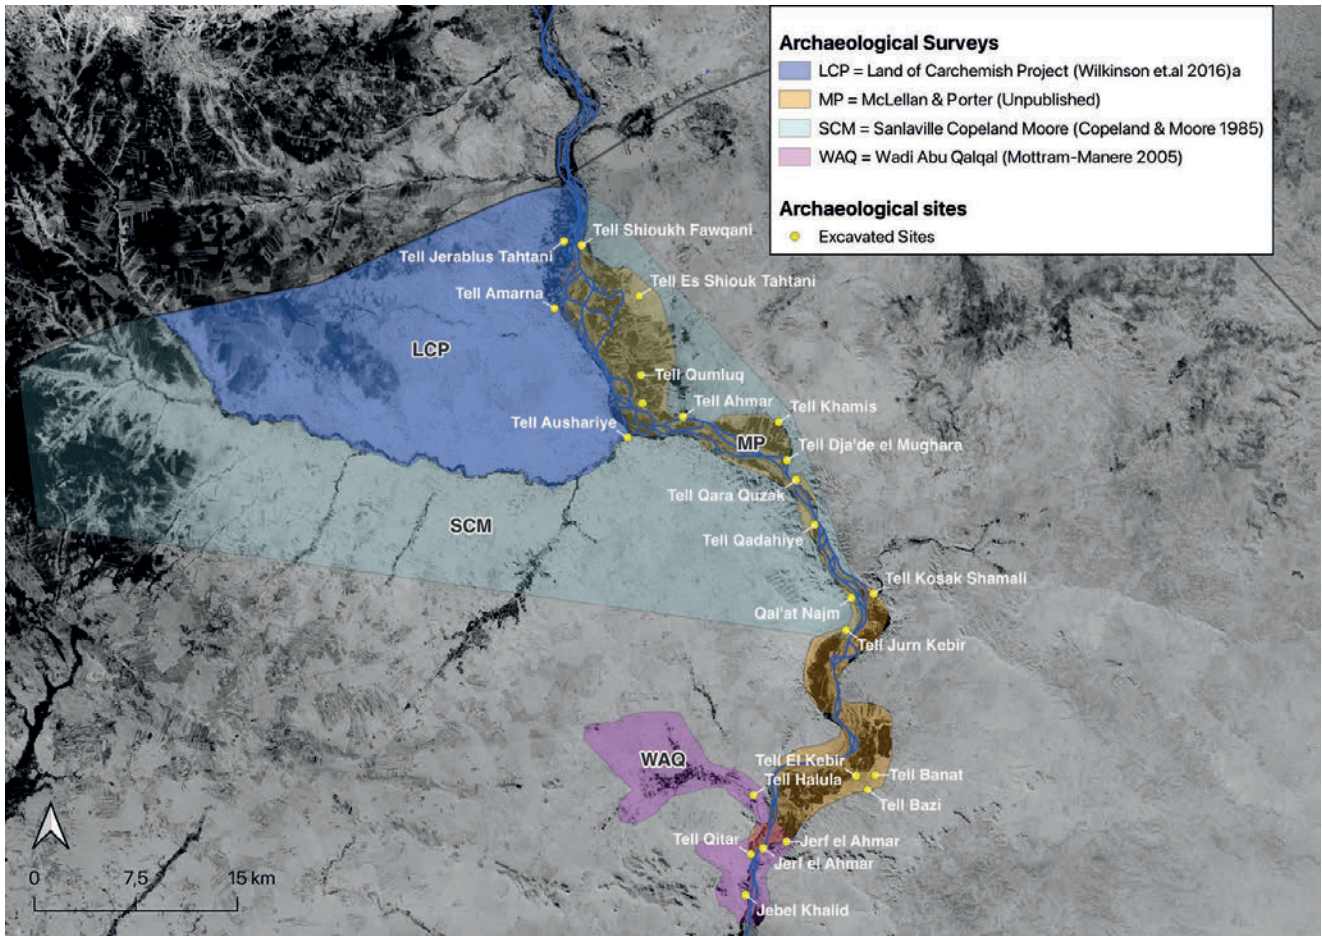 Archaeological Surveys
LCP = Land of Carchemish Project (Wilkinson et.al 2016)a
MP = McLellan & Porter (Unpublished)
SCM = Sanlaville Copeland Moore (Copeland & Moore 1985)
WAQ = Wadi Abu Qalqal (Mottram-Manere 2005)
Archaeological sites
Excavated Sites
TURKEY
Tell Shioukh Fawqani
Tell Jerablus Tahtani
Tell Es Shiouk Tahtani
Tell Amarna
LCP
Tell Qumluq
Tell Ahmar
Tell Khamis
Tell Aushariye
MP
Tell Dja'de el Mughara
Tell Qara Quzak
SCM
Tell Qadahiye
Tell Kosak Shamali
Qal'at Najm
Tell Jurn Kebir
WAQ
Tell El Kebir
Tell Banat
Tell Halula
Tell Bazi
Tell Qitar
Jerf el Ahmar
Jerf el Ahmar
Jebel Khalid
0 7,5 15 km